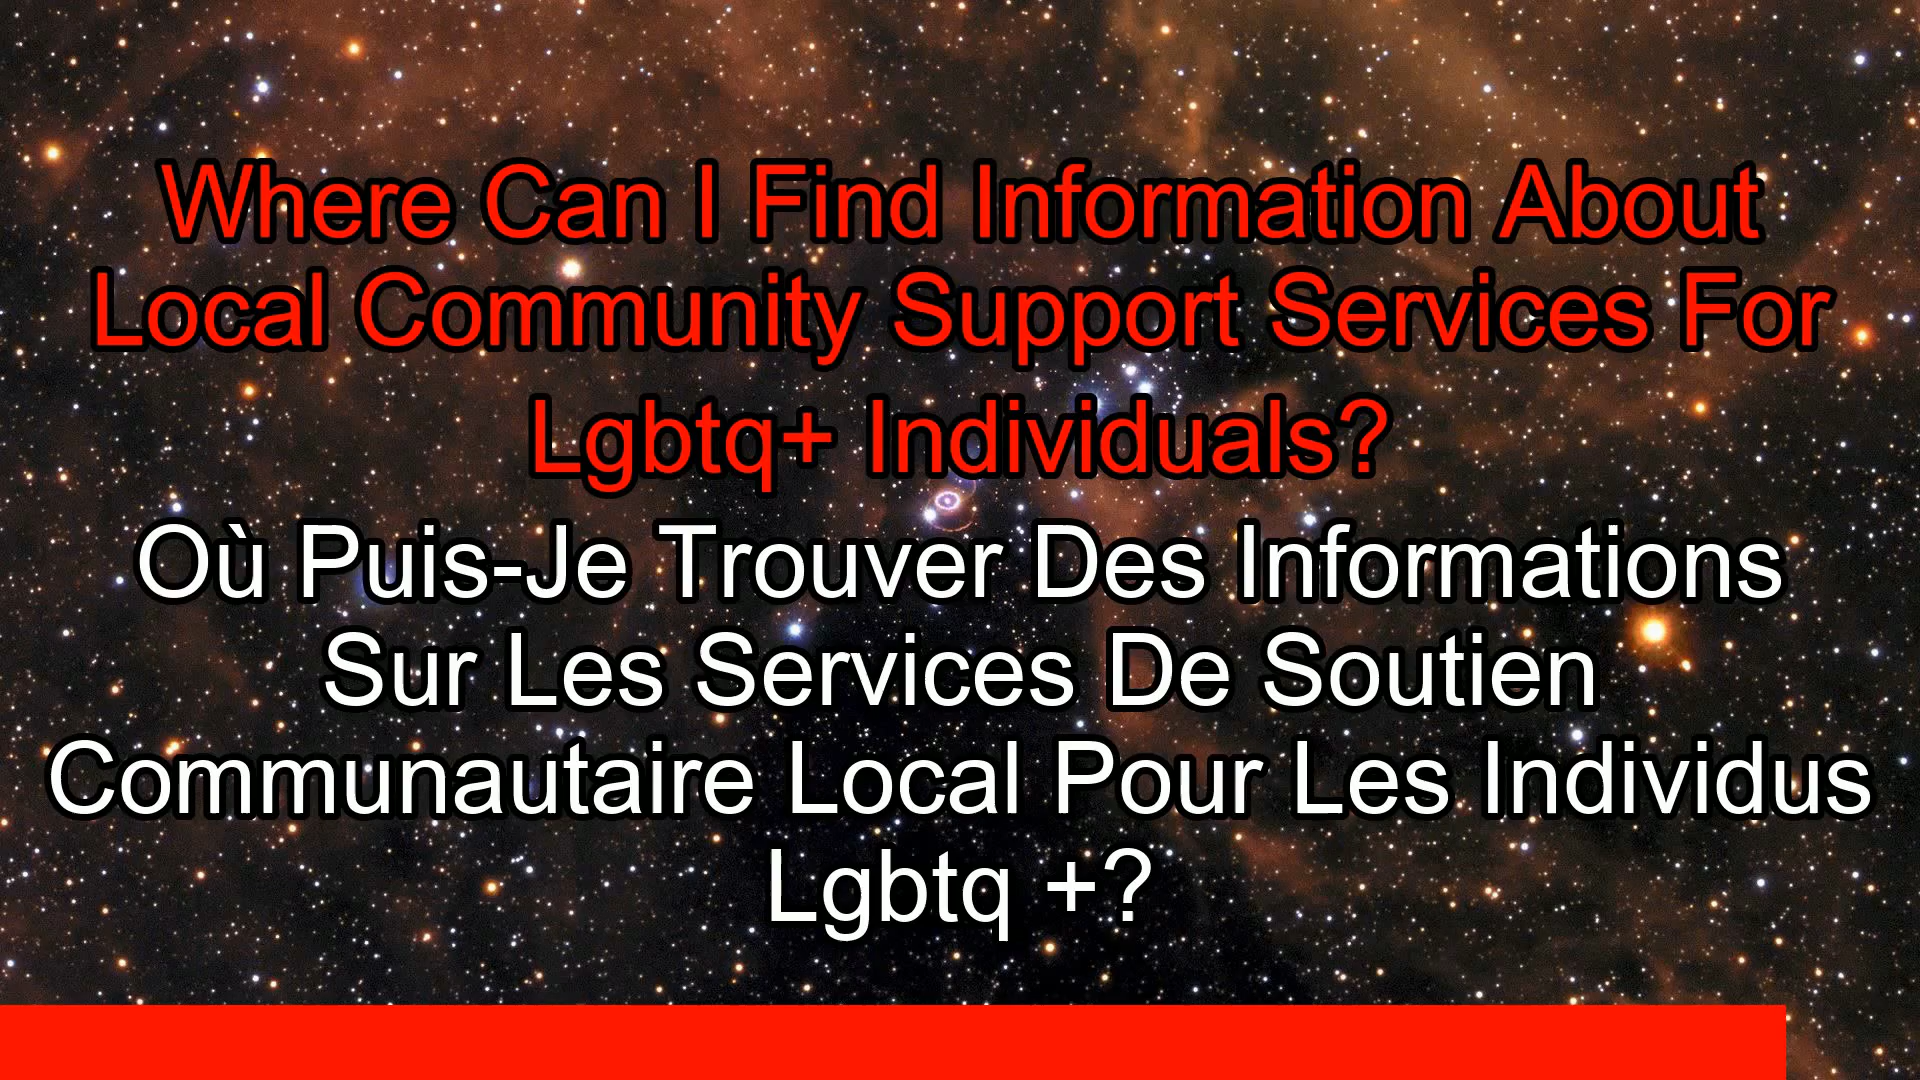 Where Can I Find Information About
Local Community Support Services For
Lgbtq+ Individuals?
Où Puis-Je Trouver Des Informations
Sur Les Services De Soutien
Communautaire Local Pour Les Individus
Lgbtq +?